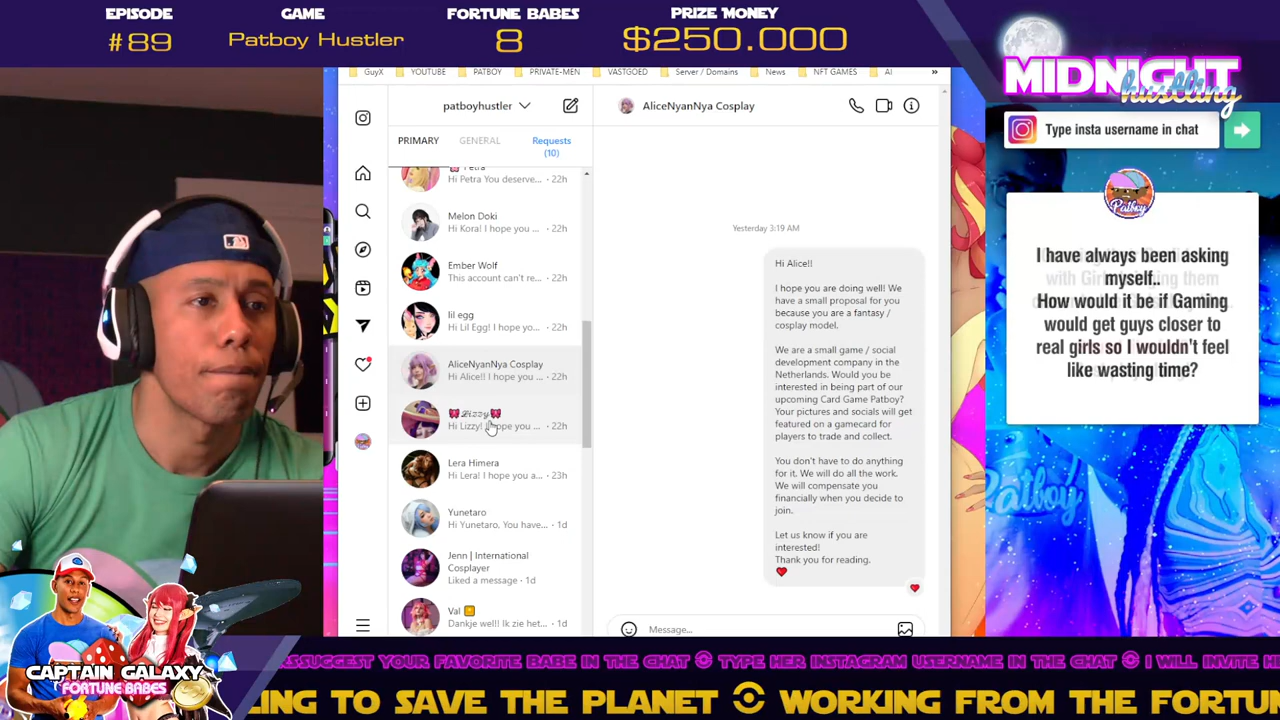 EPISODE
#89
GAME
Patboy Hustler
FORTUNE BABES
8
PRIZE MONEY
$250.000
MIDNIGHT
hustling
Type insta username in chat
Patboy
I have always been asking
myself..
How would it be if Gaming
would get guys closer to
real girls so I wouldn't feel
like wasting time?
GuyX
YOUTUBE
PATBOY
PRIVATE-MEN
VASTGOED
Server / Domains
News
NFT GAMES
AI
»
patboyhustler
PRIMARY
GENERAL
Requests
(10)
Petra
Hi Petra You deserve... · 22h
Melon Doki
Hi Kora! I hope you ... · 22h
Ember Wolf
This account can't re... · 22h
lil egg
Hi Lil Egg! I hope yo... · 22h
AliceNyanNya Cosplay
Hi Alice!! I hope you ... · 22h
🎀 𝓛𝓲𝔃𝔃𝔂 🎀
Hi Lizzy! I hope you ... · 22h
Lera Himera
Hi Lera! I hope you a... · 23h
Yunetaro
Hi Yunetaro, You have... · 1d
Jenn | International
Cosplayer
Liked a message · 1d
Val
Dankje well! Ik zie het... · 1d
AliceNyanNya Cosplay
Yesterday 3:19 AM
Hi Alice!!
I hope you are doing well! We
have a small proposal for you
because you are a fantasy /
cosplay model.
We are a small game / social
development company in the
Netherlands. Would you be
interested in being part of our
upcoming Card Game Patboy?
Your pictures and socials will get
featured on a gamecard for
players to trade and collect.
You don't have to do anything
for it. We will do all the work.
We will compensate you
financially when you decide to
join.
Let us know if you are
interested!
Thank you for reading.
❤️
Message...
CAPTAIN GALAXY
FORTUNE BABES
SUGGEST YOUR FAVORITE BABE IN THE CHAT TYPE HER INSTAGRAM USERNAME IN THE CHAT I WILL INVITE
ING TO SAVE THE PLANET WORKING FROM THE FORTU